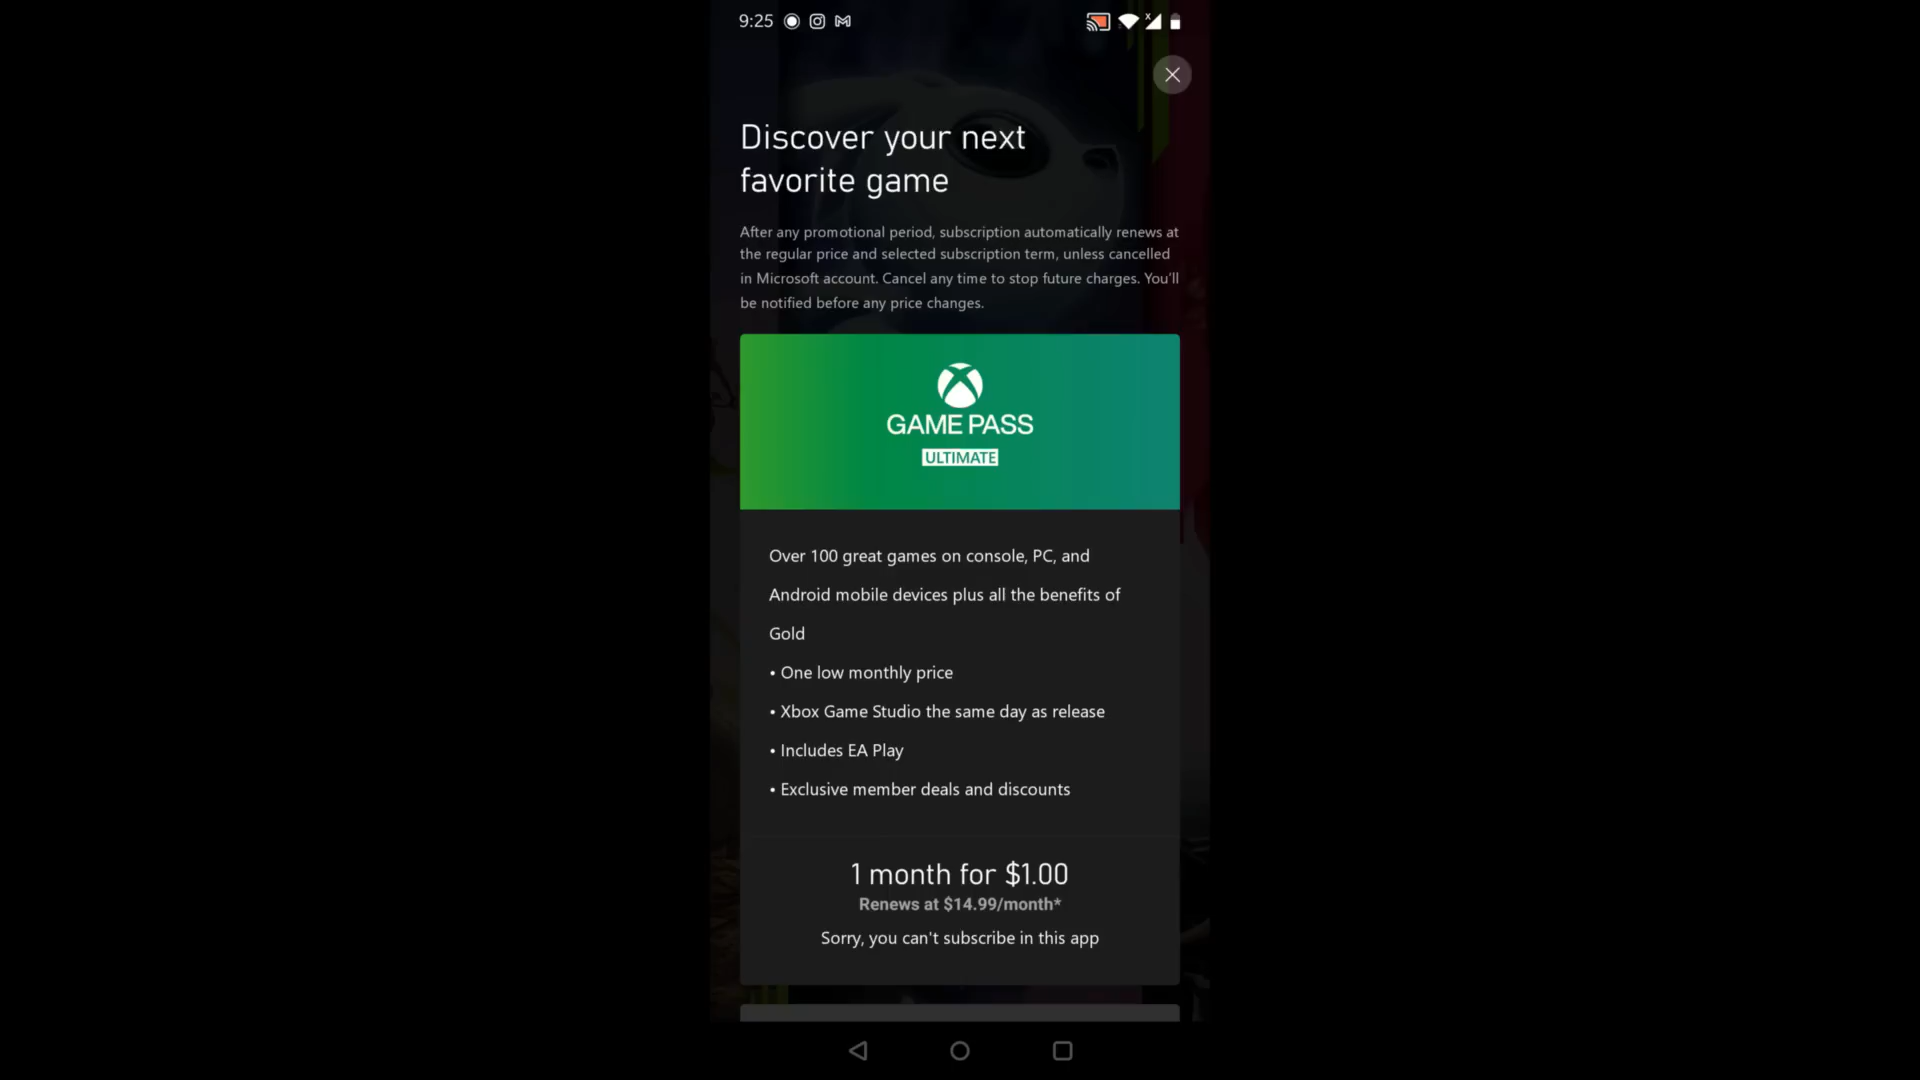 9:25
Discover your next
favorite game
After any promotional period, subscription automatically renews at
the regular price and selected subscription term, unless cancelled
in Microsoft account. Cancel any time to stop future charges. You'll
be notified before any price changes.
GAME PASS
ULTIMATE
Over 100 great games on console, PC, and
Android mobile devices plus all the benefits of
Gold
• One low monthly price
• Xbox Game Studio the same day as release
• Includes EA Play
• Exclusive member deals and discounts
1 month for $1.00
Renews at $14.99/month*
Sorry, you can't subscribe in this app